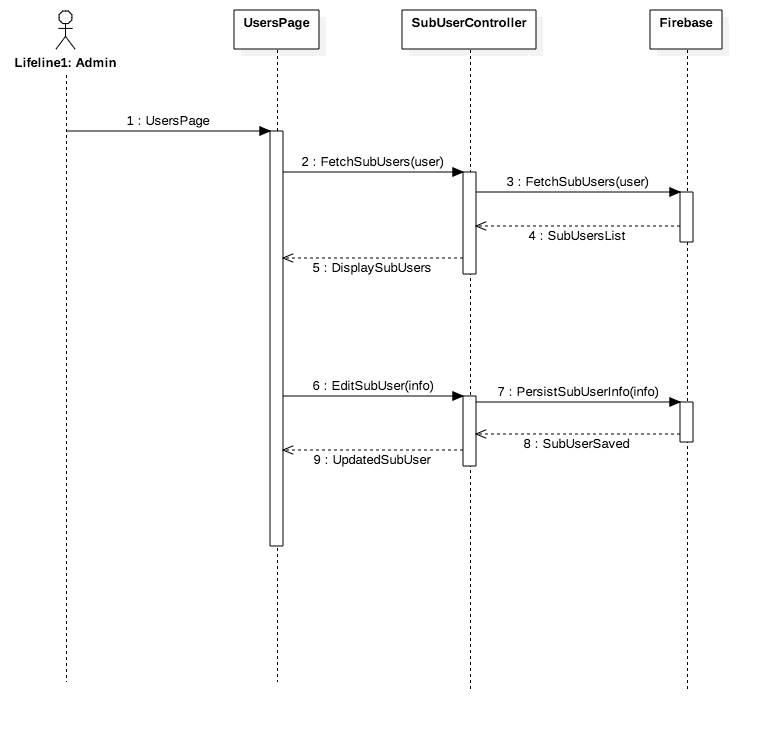 UsersPage
SubUserController
Firebase
Lifeline1: Admin
1 : UsersPage
2 : FetchSubUsers(user)
3 : FetchSubUsers(user)
4 : SubUsersList
5 : DisplaySubUsers
6 : EditSubUser(info)
7 : PersistSubUserInfo(info)
8 : SubUserSaved
9 : UpdatedSubUser